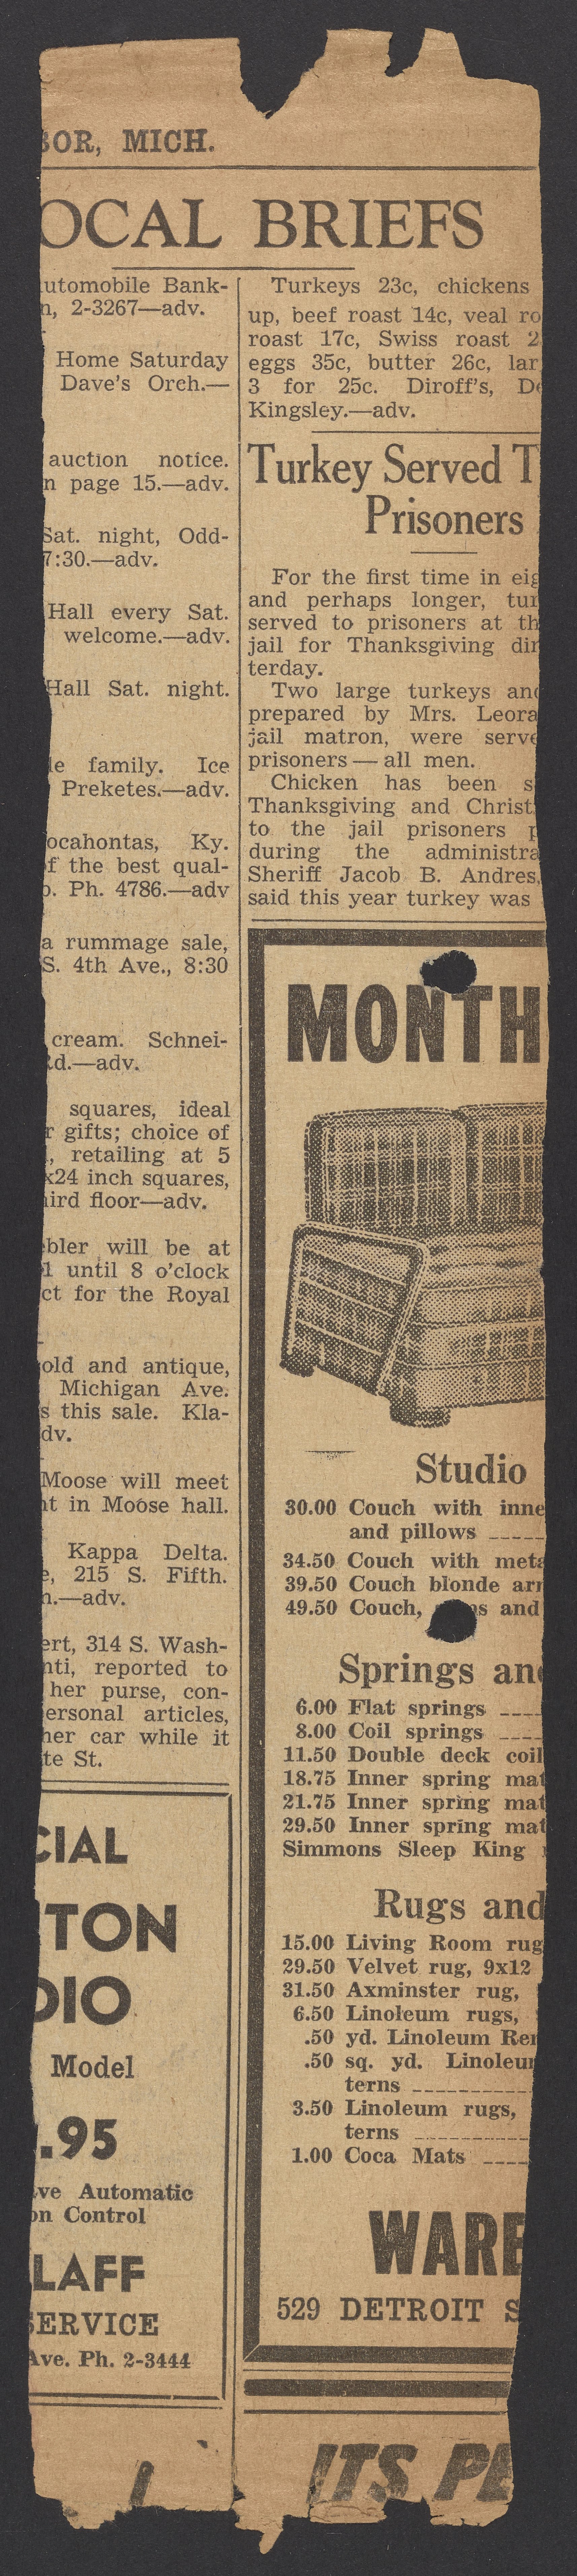 BOR, MICH.
OCAL BRIEFS
utomobile Bank-
n, 2-3267—adv.
Home Saturday
Dave's Orch.—
auction notice.
n page 15.—adv.
Sat. night, Odd-
7:30.—adv.
Hall every Sat.
welcome.—adv.
Hall Sat. night.
le family. Ice
Preketes.—adv.
ocahontas, Ky.
f the best qual-
o. Ph. 4786.—adv
a rummage sale,
S. 4th Ave., 8:30
cream. Schnei-
Rd.—adv.
squares, ideal
r gifts; choice of
, retailing at 5
x24 inch squares,
hird floor—adv.
ebler will be at
1 until 8 o'clock
ct for the Royal
old and antique,
Michigan Ave.
s this sale. Kla-
dv.
Moose will meet
ht in Moose hall.
Kappa Delta.
e, 215 S. Fifth.
n.—adv.
ert, 314 S. Wash-
nti, reported to
her purse, con-
ersonal articles,
her car while it
te St.
CIAL
TON
DIO
Model
.95
ve Automatic
on Control
LAFF
SERVICE
Ave. Ph. 2-3444
Turkeys 23c, chickens
up, beef roast 14c, veal ro
roast 17c, Swiss roast 2
eggs 35c, butter 26c, lar
3 for 25c. Diroff's, De
Kingsley.—adv.
Turkey Served T
Prisoners
For the first time in eig
and perhaps longer, tur
served to prisoners at th
jail for Thanksgiving din
terday.
Two large turkeys and
prepared by Mrs. Leora
jail matron, were serve
prisoners — all men.
Chicken has been s
Thanksgiving and Christ
to the jail prisoners p
during the administra
Sheriff Jacob B. Andres,
said this year turkey was
MONTH
Studio
30.00 Couch with inne
and pillows
34.50 Couch with meta
39.50 Couch blonde arr
49.50 Couch, s and
Springs and
6.00 Flat springs
8.00 Coil springs
11.50 Double deck coil
18.75 Inner spring mat
21.75 Inner spring mat
29.50 Inner spring mat
Simmons Sleep King
Rugs and
15.00 Living Room rug
29.50 Velvet rug, 9x12
31.50 Axminster rug,
6.50 Linoleum rugs,
.50 yd. Linoleum Rem
.50 sq. yd. Linoleum
terns
3.50 Linoleum rugs,
terns
1.00 Coca Mats
WARE
529 DETROIT S
ITS PE